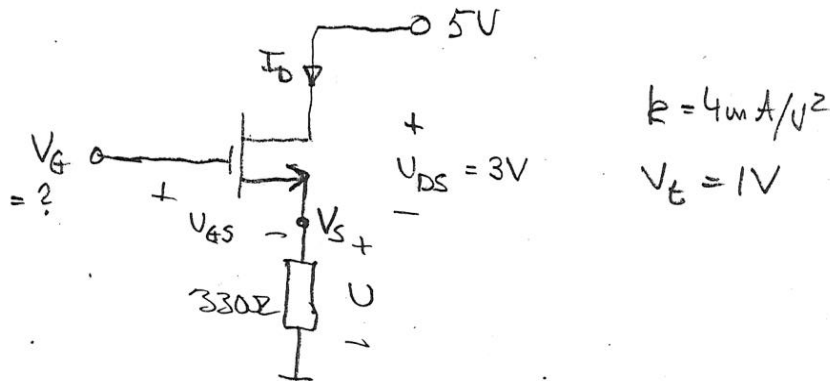 5V
I_D
k = 4mA/V²
V_G
= ?
+
U_DS = 3V
−
V_t = 1V
+
U_GS −
V_S +
330Ω
U
−